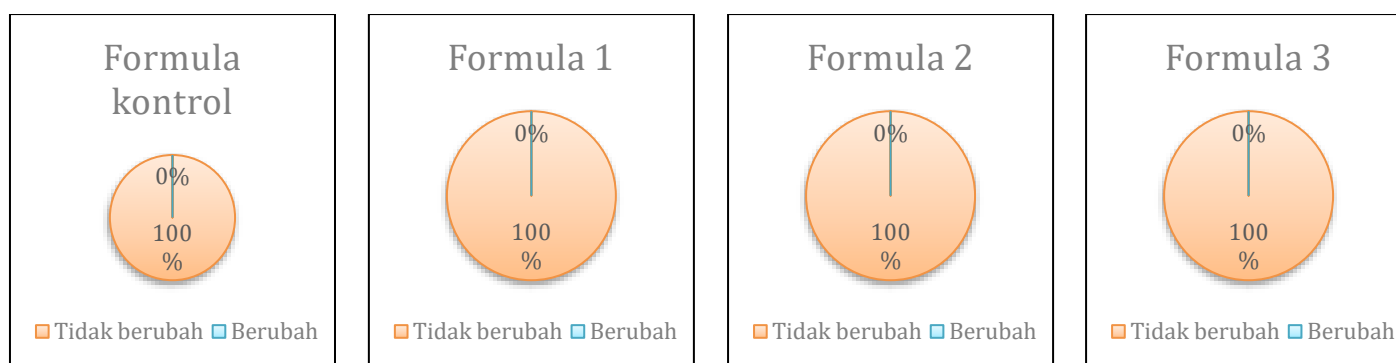 Formula
kontrol
0%
100
%
Tidak berubah Berubah
Formula 1
0%
100
%
Tidak berubah Berubah
Formula 2
0%
100
%
Tidak berubah Berubah
Formula 3
0%
100
%
Tidak berubah Berubah